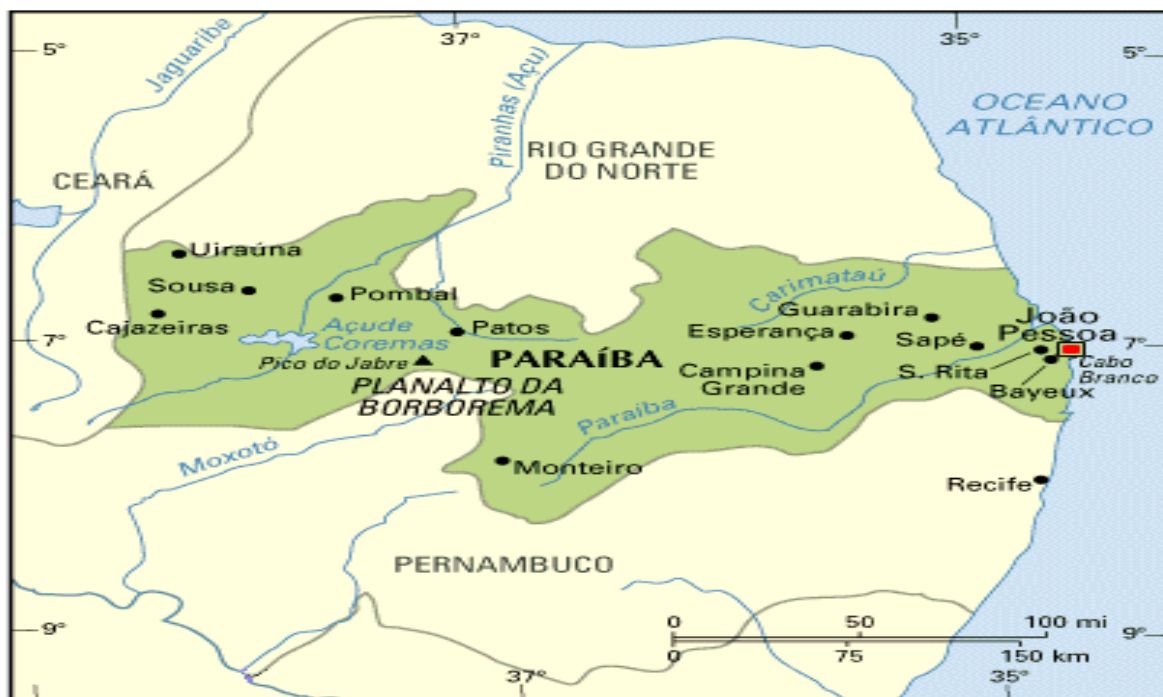 37°
35°
5°
5°
Jaguaribe
Piranhas (Açu)
OCEANO
ATLÂNTICO
RIO GRANDE
DO NORTE
CEARÁ
Uiraúna
Sousa
Pombal
Cajazeiras
Açude
Coremas
Patos
Pico do Jabre
PLANALTO DA
BORBOREMA
PARAíBA
Carimataú
Guarabira
Esperança
Sapé
João
Pessoa
7°
7°
Campina
Grande
S. Rita
Cabo
Branco
Bayeux
Paraíba
Moxotó
Monteiro
Recife
PERNAMBUCO
0 50 100 mi
0 75 150 km
9°
9°
37°
35°